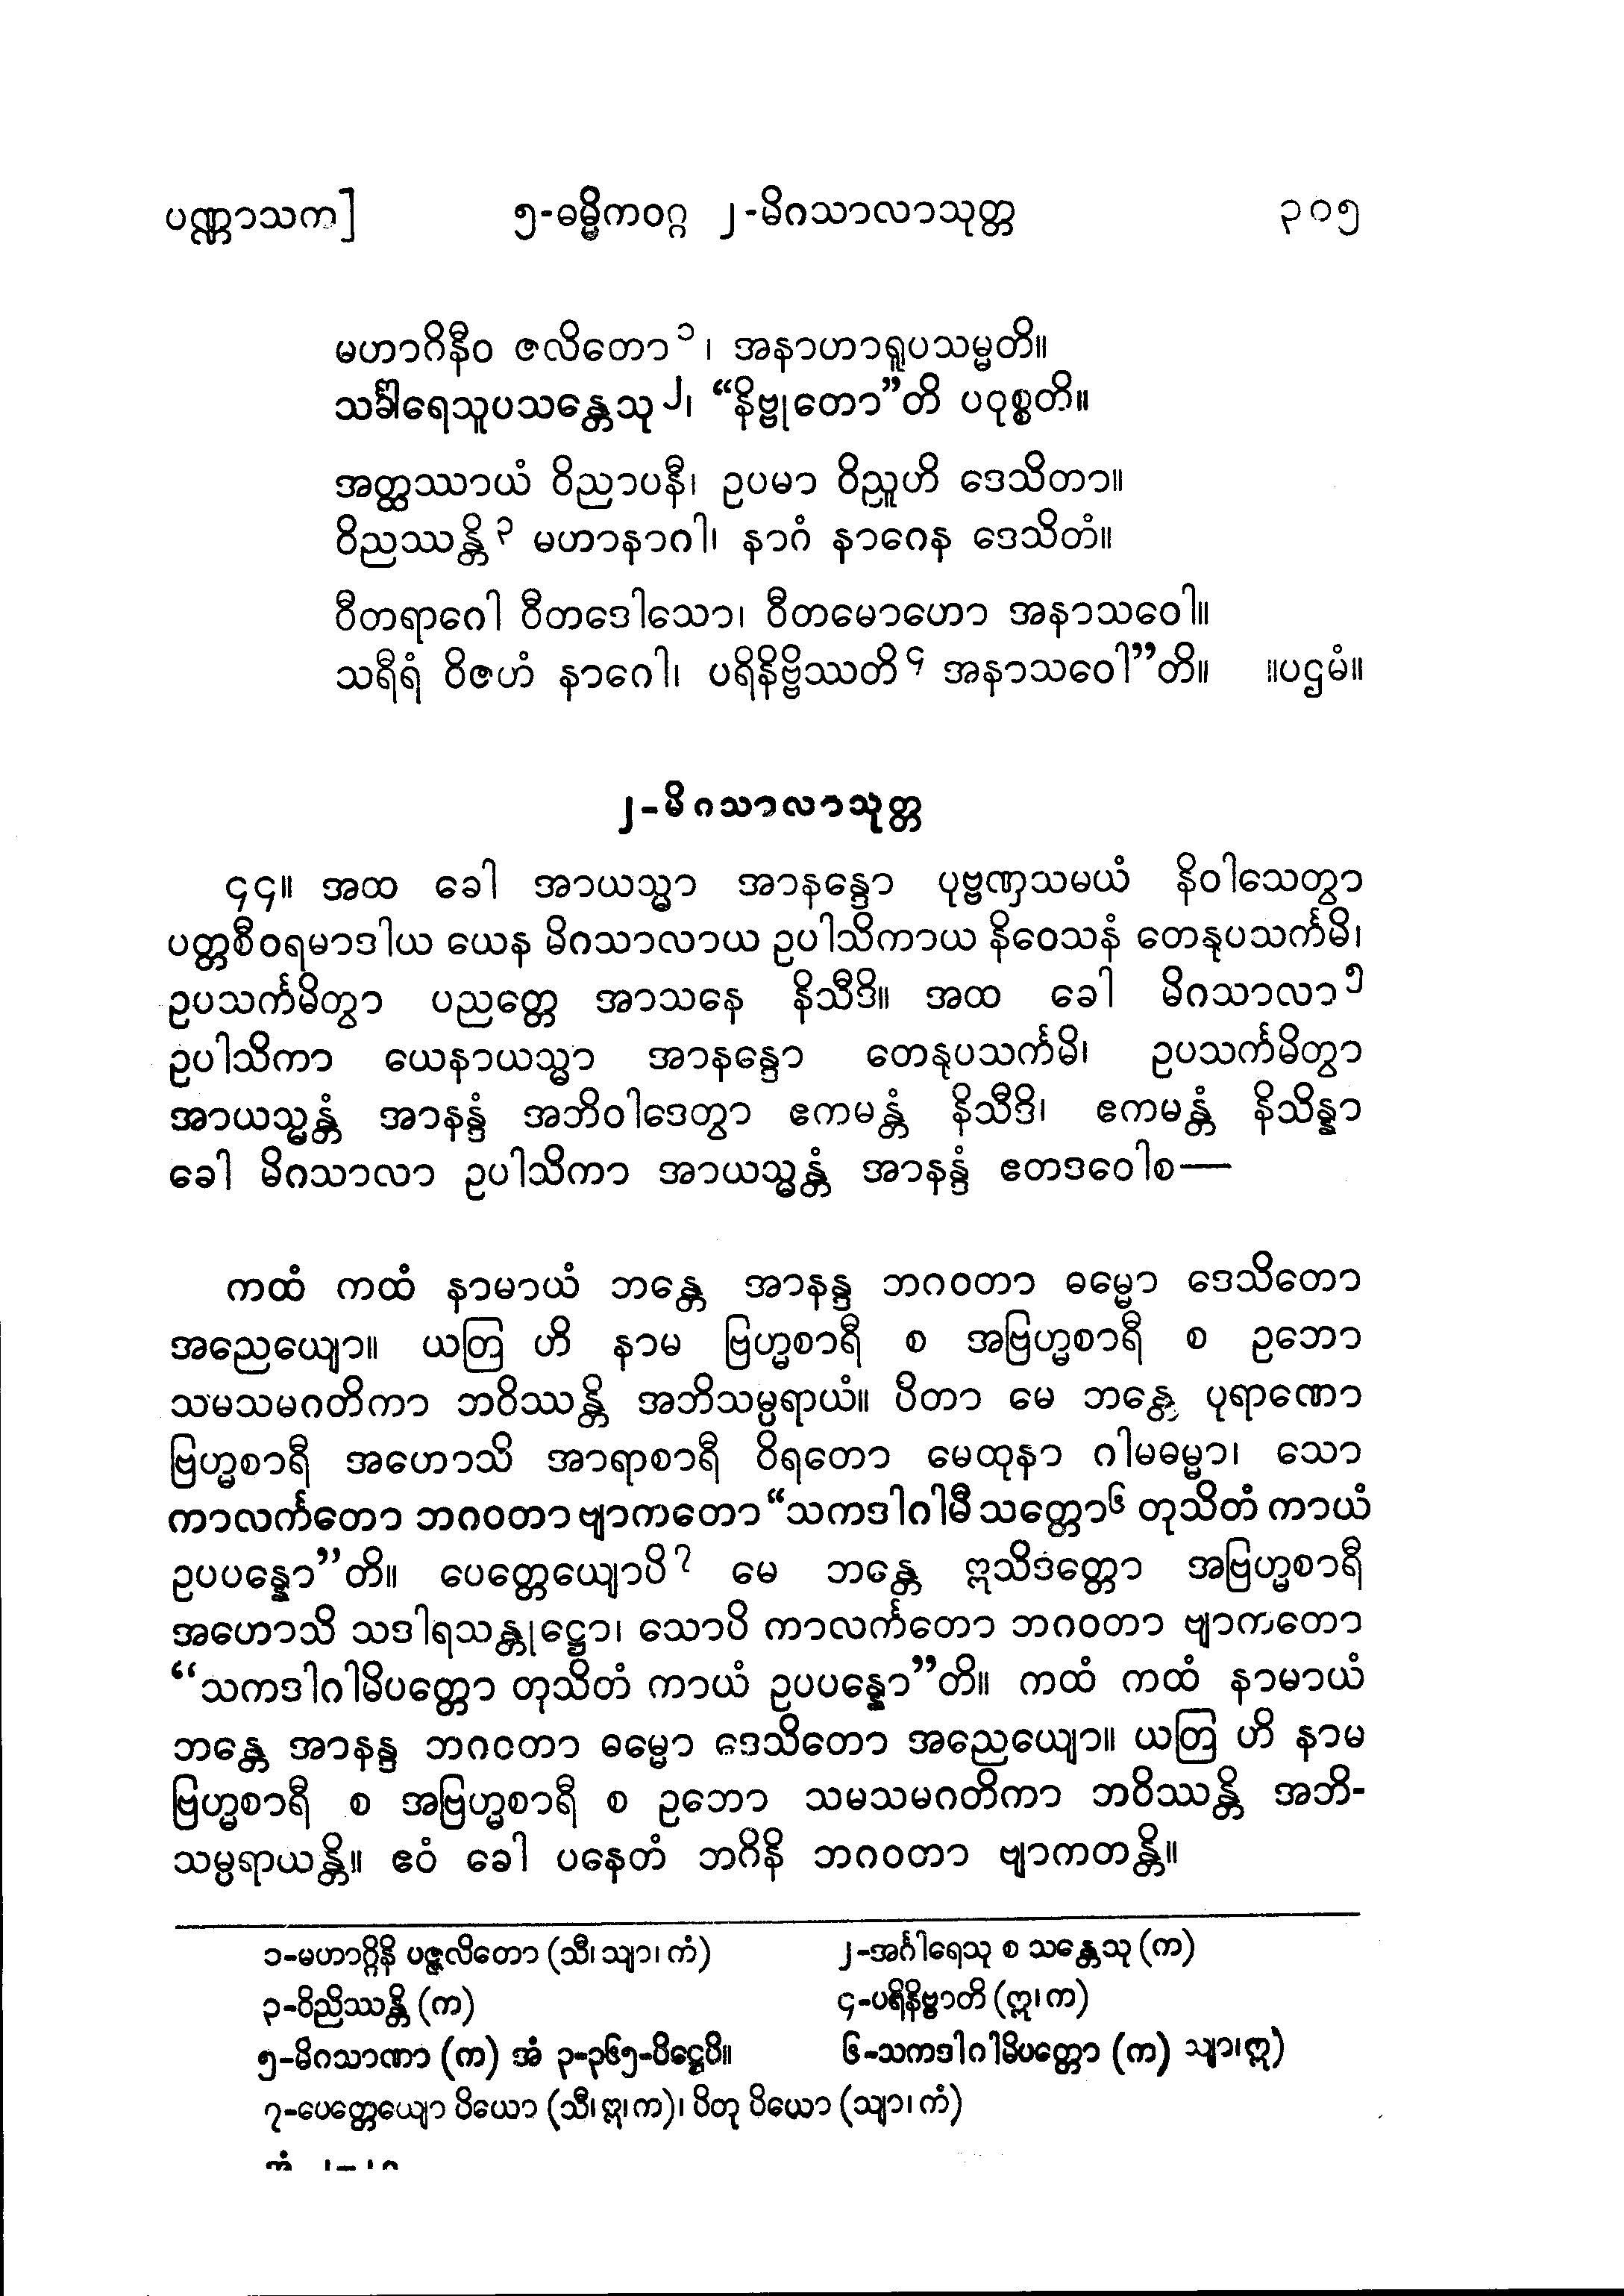 ပဏ္ဏာသက] ၅-ဓမ္မိကဝဂ္ဂ ၂-မိဂသာလာသုတ္တ ၃၀၅
မဟာဂိနီဝ ဇလိတော၁၊ အနာဟာရူပသမ္မတိ။
သင်္ခါရေသူပသန္တေသု၂၊ “နိဗ္ဗုတော”တိ ပဝုစ္စတိ။
အတ္ထဿာယံ ဝိညာပနီ၊ ဥပမာ ဝိညူဟိ ဒေသိတာ။
ဝိညဿန္တိ၃ မဟာနာဂါ၊ နာဂံ နာဂေန ဒေသိတံ။
ဝီတရာဂေါ ဝီတဒေါသော၊ ဝီတမောဟော အနာသဝေါ။
သရီရံ ဝိဇဟံ နာဂေါ၊ ပရိနိဗ္ဗိဿတိ၄ အနာသဝေါ”တိ။ ။ပဌမံ။
၂-မိဂသာလာသုတ္တ
၄၄။ အထ ခေါ အာယသ္မာ အာနန္ဒော ပုဗ္ဗဏှသမယံ နိဝါသေတွာ
ပတ္တစီဝရမာဒါယ ယေန မိဂသာလာယ ဥပါသိကာယ နိဝေသနံ တေနုပသင်္ကမိ၊
ဥပသင်္ကမိတွာ ပညတ္တေ အာသနေ နိသီဒိ။ အထ ခေါ မိဂသာလာ၅
ဥပါသိကာ ယေနာယသ္မာ အာနန္ဒော တေနုပသင်္ကမိ၊ ဥပသင်္ကမိတွာ
အာယသ္မန္တံ အာနန္ဒံ အဘိဝါဒေတွာ ဧကမန္တံ နိသီဒိ၊ ဧကမန္တံ နိသိန္နာ
ခေါ မိဂသာလာ ဥပါသိကာ အာယသ္မန္တံ အာနန္ဒံ ဧတဒဝေါစ—
ကထံ ကထံ နာမာယံ ဘန္တေ အာနန္ဒ ဘဂဝတာ ဓမ္မော ဒေသိတော
အညေယျော။ ယတြ ဟိ နာမ ဗြဟ္မစာရီ စ အဗြဟ္မစာရီ စ ဥဘော
သမသမဂတိကာ ဘဝိဿန္တိ အဘိသမ္ပရာယံ။ ပိတာ မေ ဘန္တေ ပုရာဏော
ဗြဟ္မစာရီ အဟောသိ အာရာစာရီ ဝိရတော မေထုနာ ဂါမဓမ္မာ၊ သော
ကာလင်္ကတော ဘဂဝတာ ဗျာကတော “သကဒါဂါမီ သတ္တော၆ တုသိတံ ကာယံ
ဥပပန္နော”တိ။ ပေတ္တေယျောပိ၇ မေ ဘန္တေ ဣသိဒတ္တော အဗြဟ္မစာရီ
အဟောသိ သဒါရသန္တုဋ္ဌော၊ သောပိ ကာလင်္ကတော ဘဂဝတာ ဗျာကတော
“သကဒါဂါမိပတ္တော တုသိတံ ကာယံ ဥပပန္နော”တိ။ ကထံ ကထံ နာမာယံ
ဘန္တေ အာနန္ဒ ဘဂဝတာ ဓမ္မော ဒေသိတော အညေယျော။ ယတြ ဟိ နာမ
ဗြဟ္မစာရီ စ အဗြဟ္မစာရီ စ ဥဘော သမသမဂတိကာ ဘဝိဿန္တိ အဘိ-
သမ္ပရာယန္တိ။ ဧဝံ ခေါ ပနေတံ ဘဂိနိ ဘဂဝတာ ဗျာကတန္တိ။
၁-မဟာဂ္ဂိနိ ပဇ္ဇလိတော (သီ၊ သျာ၊ ကံ) ၂-အင်္ဂါရေသု စ သန္တေသု (က)
၃-ဝိညိဿန္တိ (က) ၄-ပရိနိဗ္ဗာတိ (ဣ၊ က)
၅-မိဂသာဏာ (က) အံ ၃-၃၆၅-ပိဋ္ဌေပိ။ ၆-သကဒါဂါမိပတ္တော (က) သျာ၊ဣ)
၇-ပေတ္တေယျော ပိယော (သီ၊ ဣ၊ က)၊ ပိတု ပိယော (သျာ၊ ကံ)